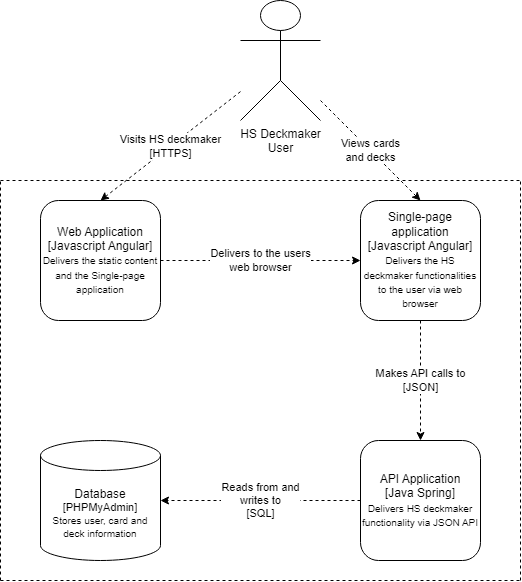 HS Deckmaker
User
Visits HS deckmaker
[HTTPS]
Views cards
and decks
Web Application
[Javascript Angular]
Delivers the static content
and the Single-page
application
Delivers to the users
web browser
Single-page
application
[Javascript Angular]
Delivers the HS
deckmaker functionalities
to the user via web
browser
Makes API calls to
[JSON]
Database
[PHPMyAdmin]
Stores user, card and
deck information
Reads from and
writes to
[SQL]
API Application
[Java Spring]
Delivers HS deckmaker
functionality via JSON API